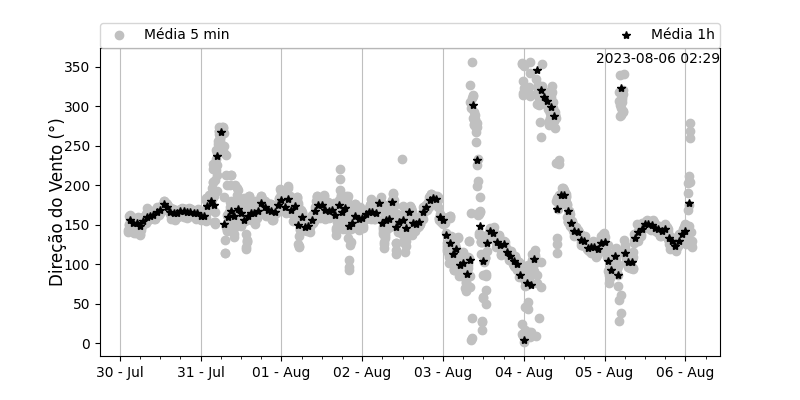 Média 5 min
Média 1h
2023-08-06 02:29
Direção do Vento (°)
350
300
250
200
150
100
50
0
30 - Jul
31 - Jul
01 - Aug
02 - Aug
03 - Aug
04 - Aug
05 - Aug
06 - Aug